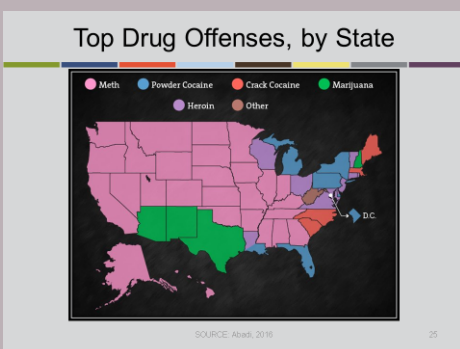 Top Drug Offenses, by State
Meth Powder Cocaine Crack Cocaine Marijuana
Heroin Other
D.C.
SOURCE: Abadi, 2016 25